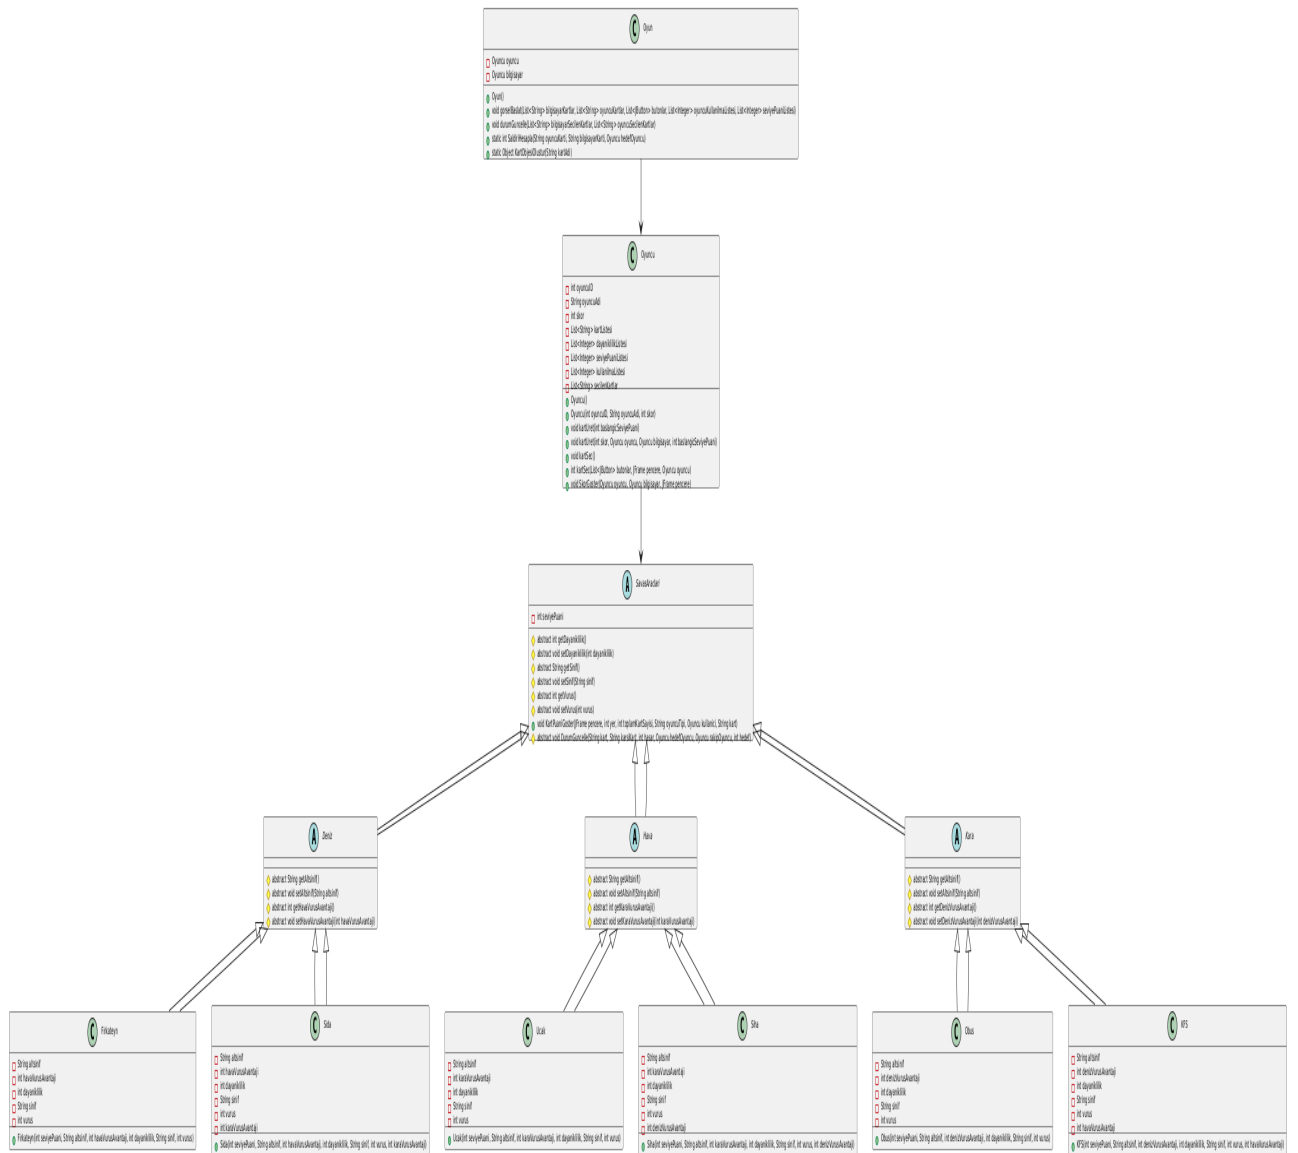 Oyun
Oyuncu oyuncu
Oyuncu bilgisayar
Oyun()
void gorselBaslat(List<String> bilgisayarKartlar, List<String> oyuncuKartlar, List<JButton> butonlar, List<Integer> oyuncuKullanilmaListesi, List<Integer> seviyePuaniListesi)
void durumGuncelle(List<String> bilgisayarSecilenKartlar, List<String> oyuncuSecilenKartlar)
static int SaldiriHesapla(String oyuncuKarti, String bilgisayarKarti, Oyuncu hedefOyuncu)
static Object KartObjesiOlustur(String kartAdi)
Oyuncu
int oyuncuID
String oyuncuAdi
int skor
List<String> kartListesi
List<Integer> dayaniklilikListesi
List<Integer> seviyePuaniListesi
List<Integer> kullanilmaListesi
List<String> secilenKartlar
Oyuncu()
Oyuncu(int oyuncuID, String oyuncuAdi, int skor)
void kartUret(int baslangicSeviyePuani)
void kartUret(int skor, Oyuncu oyuncu, Oyuncu bilgisayar, int baslangicSeviyePuani)
void kartSec()
int kartSec(List<JButton> butonlar, JFrame pencere, Oyuncu oyuncu)
void SkorGoster(Oyuncu oyuncu, Oyuncu bilgisayar, JFrame pencere)
SavasAraclari
int seviyePuani
abstract int getDayaniklilik()
abstract void setDayaniklilik(int dayaniklilik)
abstract String getSinif()
abstract void setSinif(String sinif)
abstract int getVurus()
abstract void setVurus(int vurus)
void KartPuaniGoster(JFrame pencere, int yer, int toplamKartSayisi, String oyuncuTipi, Oyuncu kullanici, String kart)
abstract void DurumGuncelle(String kart, String karsiKart, int hasar, Oyuncu hedefOyuncu, Oyuncu rakipOyuncu, int hedef)
Deniz
abstract String getAltsinif()
abstract void setAltsinif(String altsinif)
abstract int getHavaVurusAvantaji()
abstract void setHavaVurusAvantaji(int havaVurusAvantaji)
Hava
abstract String getAltsinif()
abstract void setAltsinif(String altsinif)
abstract int getKaraVurusAvantaji()
abstract void setKaraVurusAvantaji(int karaVurusAvantaji)
Kara
abstract String getAltsinif()
abstract void setAltsinif(String altsinif)
abstract int getDenizVurusAvantaji()
abstract void setDenizVurusAvantaji(int denizVurusAvantaji)
Firkateyn
String altsinif
int havaVurusAvantaji
int dayaniklilik
String sinif
int vurus
Firkateyn(int seviyePuani, String altsinif, int havaVurusAvantaji, int dayaniklilik, String sinif, int vurus)
Sida
String altsinif
int havaVurusAvantaji
int dayaniklilik
String sinif
int vurus
int karaVurusAvantaji
Sida(int seviyePuani, String altsinif, int havaVurusAvantaji, int dayaniklilik, String sinif, int vurus, int karaVurusAvantaji)
Ucak
String altsinif
int karaVurusAvantaji
int dayaniklilik
String sinif
int vurus
Ucak(int seviyePuani, String altsinif, int karaVurusAvantaji, int dayaniklilik, String sinif, int vurus)
Siha
String altsinif
int karaVurusAvantaji
int dayaniklilik
String sinif
int vurus
int denizVurusAvantaji
Siha(int seviyePuani, String altsinif, int karaVurusAvantaji, int dayaniklilik, String sinif, int vurus, int denizVurusAvantaji)
Obus
String altsinif
int denizVurusAvantaji
int dayaniklilik
String sinif
int vurus
Obus(int seviyePuani, String altsinif, int denizVurusAvantaji, int dayaniklilik, String sinif, int vurus)
KFS
String altsinif
int denizVurusAvantaji
int dayaniklilik
String sinif
int vurus
int havaVurusAvantaji
KFS(int seviyePuani, String altsinif, int denizVurusAvantaji, int dayaniklilik, String sinif, int vurus, int havaVurusAvantaji)